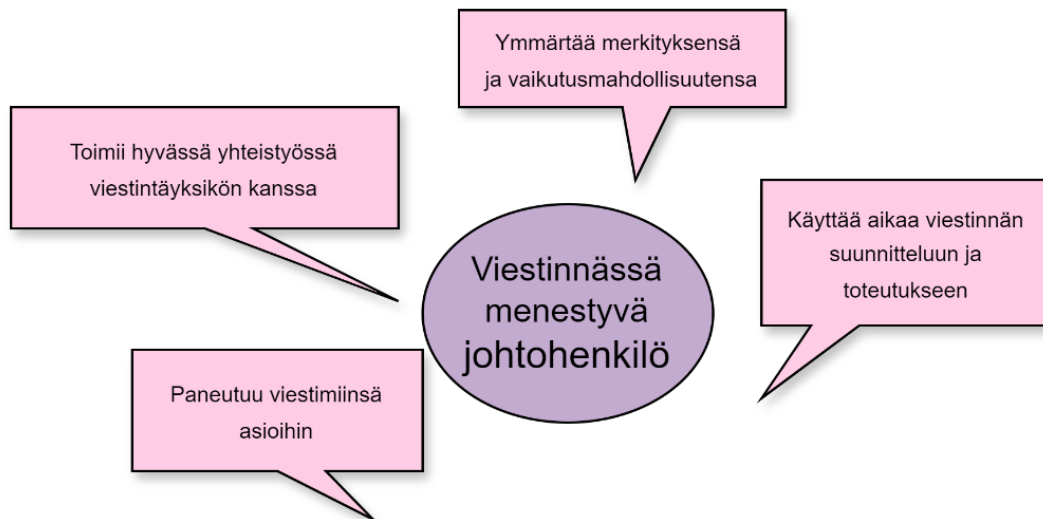 Ymmärtää merkityksensä
ja vaikutusmahdollisuutensa
Toimii hyvässä yhteistyössä
viestintäyksikön kanssa
Käyttää aikaa viestinnän
suunnitteluun ja
toteutukseen
Viestinnässä
menestyvä
johtohenkilö
Paneutuu viestimiinsä
asioihin